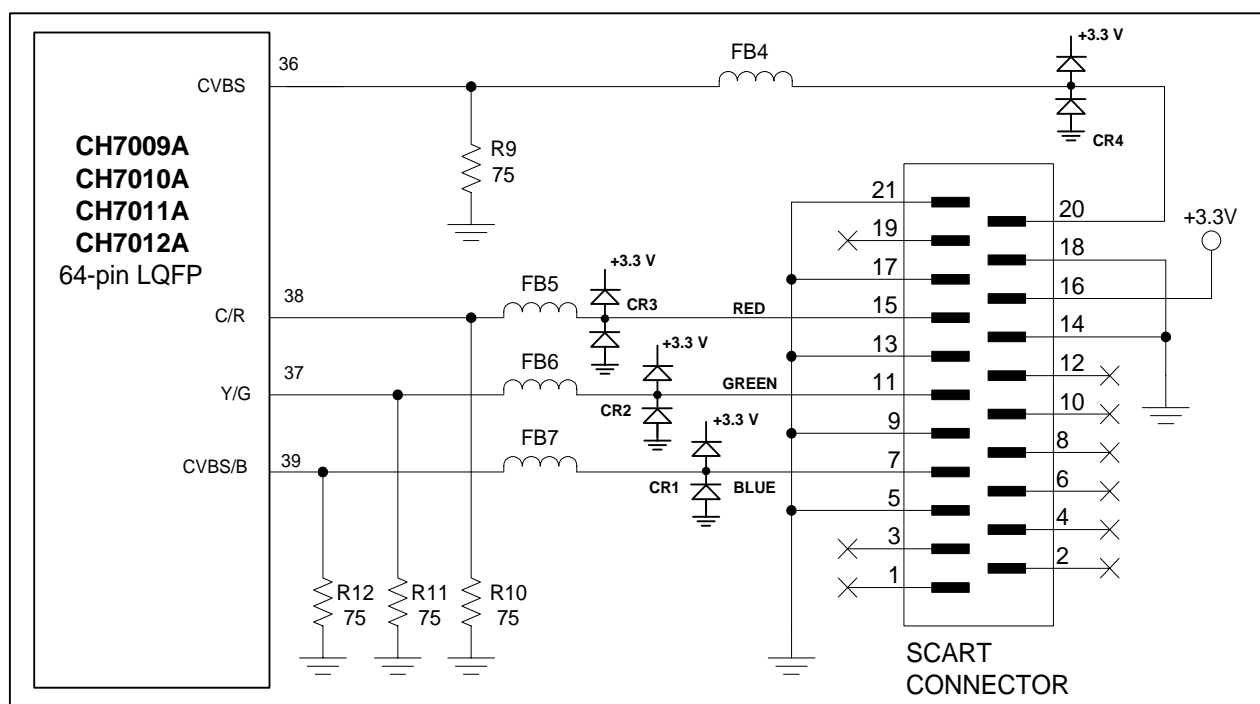 +3.3 V
FB4
36
CVBS
CR4
CH7009A
CH7010A
CH7011A
CH7012A
64-pin LQFP
R9
75
21
20
+3.3V
19
18
17
16
+3.3 V
38
FB5
CR3
RED
15
C/R
14
13
+3.3 V
37
FB6
12
GREEN
11
Y/G
CR2
10
9
+3.3 V
FB7
8
39
7
CVBS/B
CR1
BLUE
6
5
4
3
2
1
R12
75
R11
75
R10
75
SCART
CONNECTOR